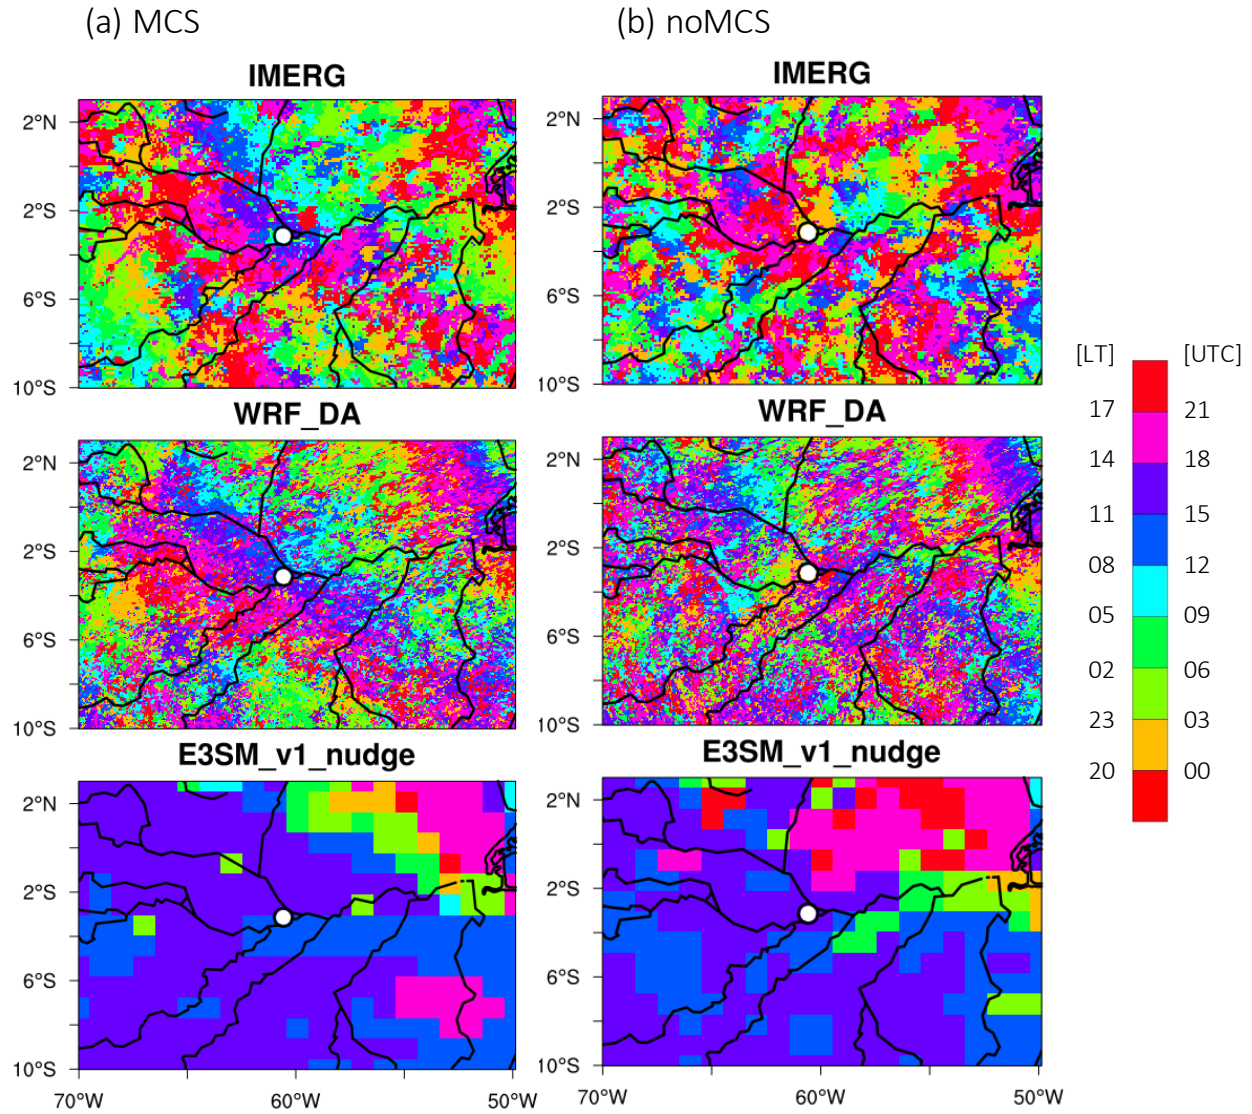 (a) MCS
(b) noMCS
IMERG
IMERG
2°N
2°S
6°S
10°S
2°N
2°S
6°S
10°S
WRF_DA
WRF_DA
2°N
2°S
6°S
10°S
2°N
2°S
6°S
10°S
E3SM_v1_nudge
E3SM_v1_nudge
2°N
2°S
6°S
10°S
2°N
2°S
6°S
10°S
70°W
60°W
50°W
70°W
60°W
50°W
[LT] [UTC]
17 21
14 18
11 15
08 12
05 09
02 06
23 03
20 00